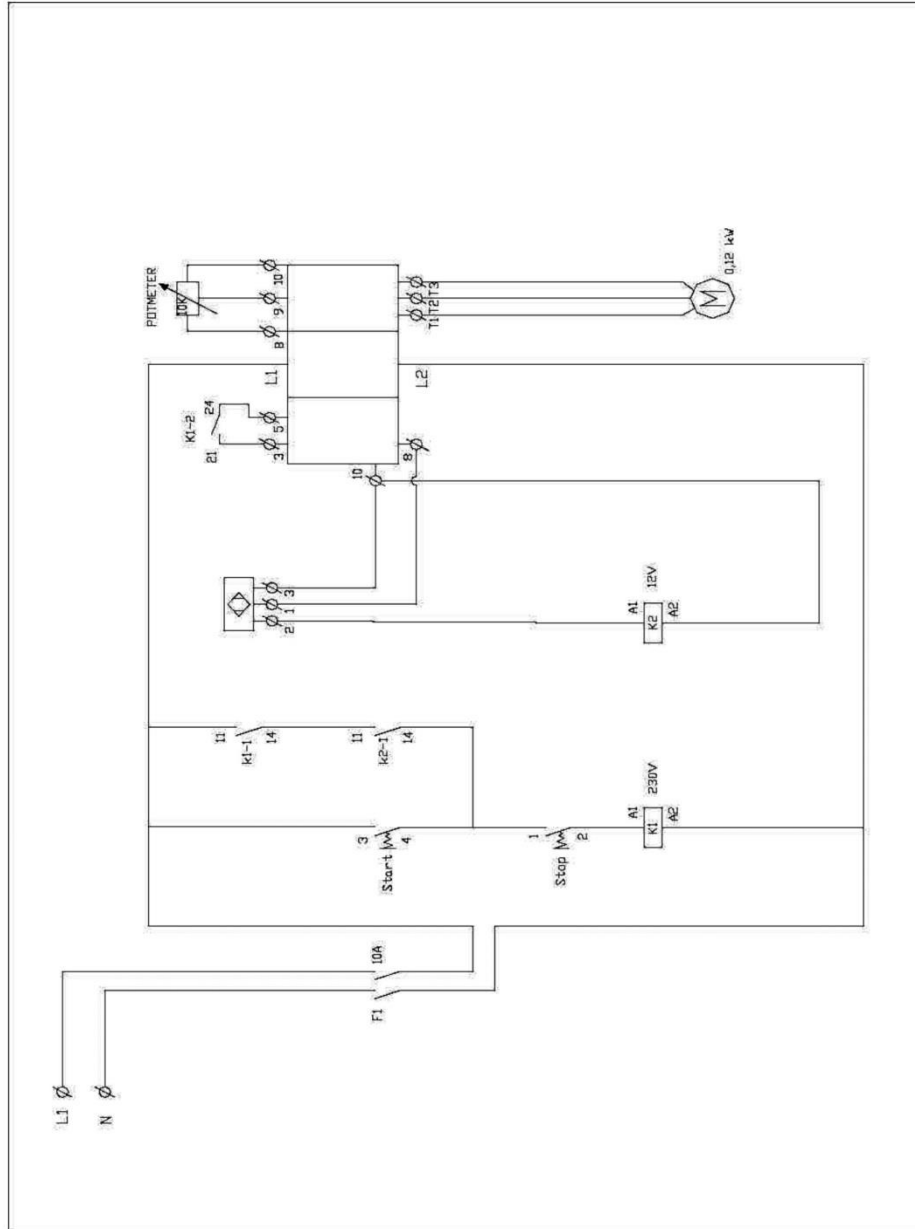 L1
N
F1
10A
Start
3
4
Stop
1
2
A1
K1
A2
230V
11
k1-1
14
11
k2-1
14
2
1
3
A1
K2
A2
12V
10
8
K1-2
21
24
3
5
L1
L2
POTMETER
10K
8
9
10
T1
T2
T3
M
0,12 kW